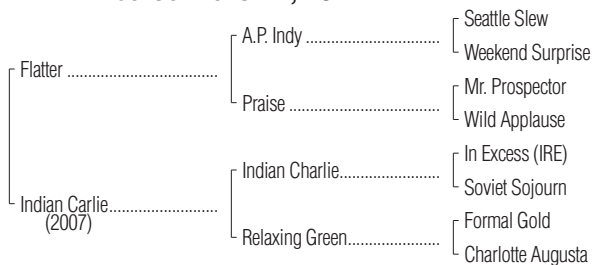 Seattle Slew
A.P. Indy
Weekend Surprise
Flatter
Mr. Prospector
Praise
Wild Applause
In Excess (IRE)
Indian Charlie
Soviet Sojourn
Indian Carlie
(2007)
Formal Gold
Relaxing Green
Charlotte Augusta